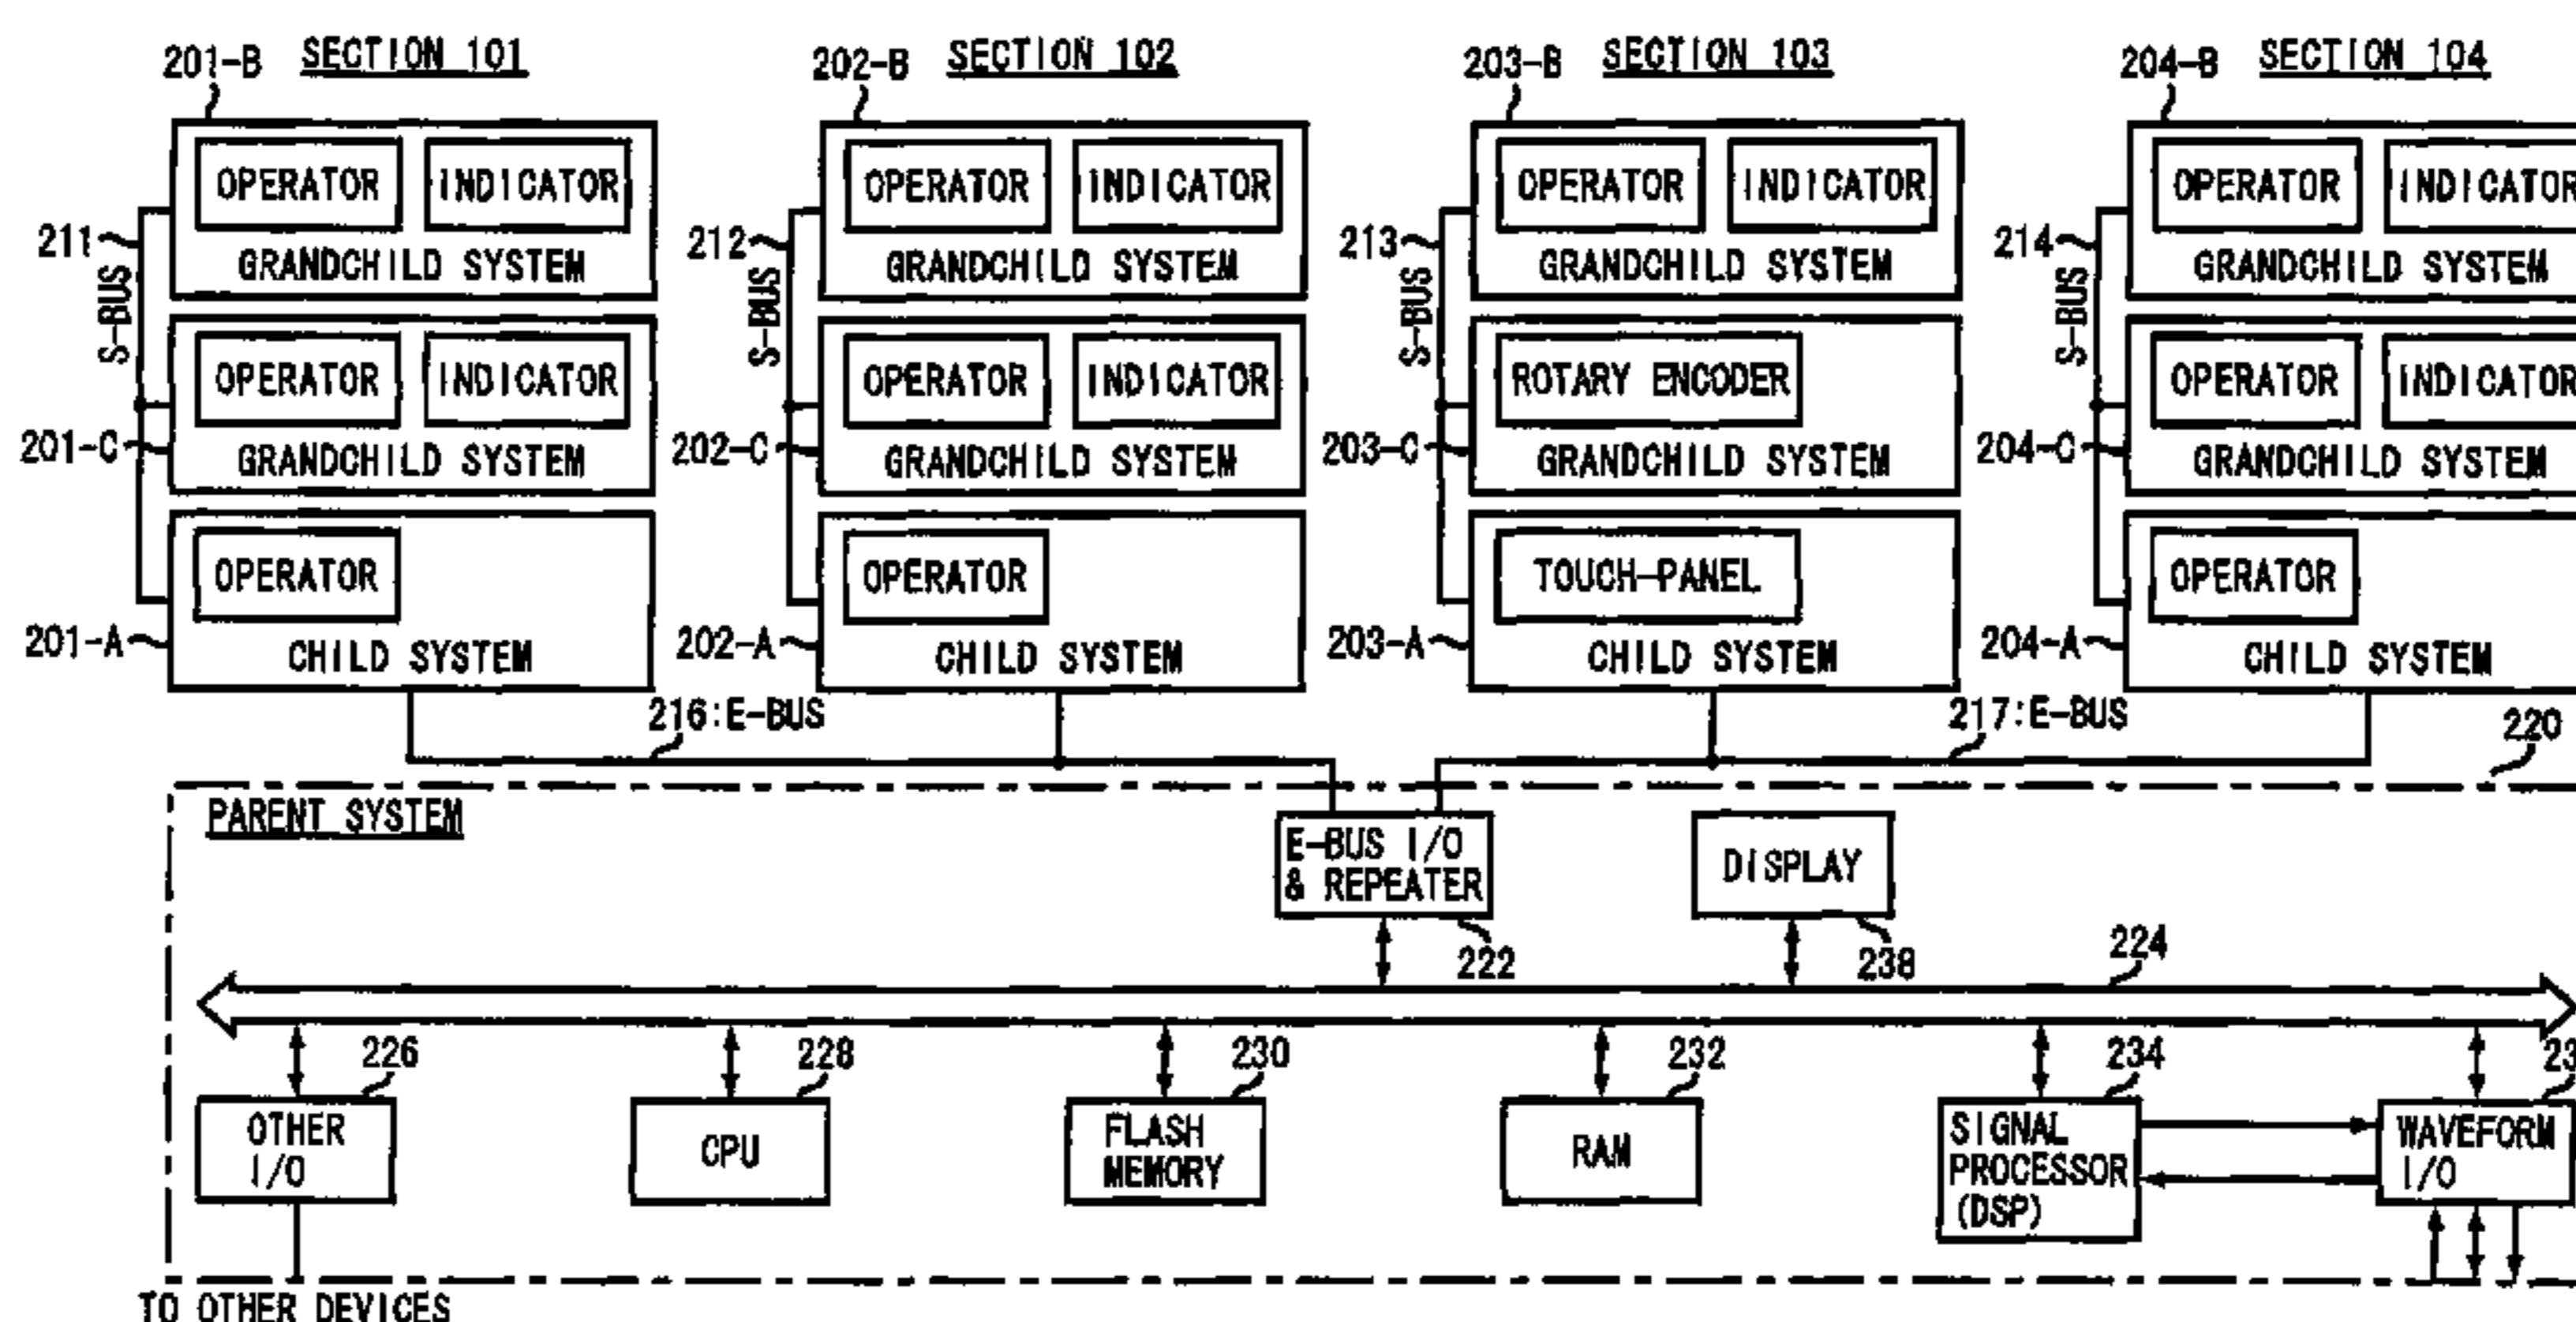 201-B SECTION 101 202-B SECTION 102 203-B SECTION 103 204-B SECTION 104
OPERATOR INDICATOR OPERATOR INDICATOR OPERATOR INDICATOR OPERATOR INDICATOR
211 212 213 214
GRANDCHILD SYSTEM GRANDCHILD SYSTEM GRANDCHILD SYSTEM GRANDCHILD SYSTEM
S-BUS S-BUS S-BUS S-BUS
OPERATOR INDICATOR OPERATOR INDICATOR ROTARY ENCODER OPERATOR INDICATOR
201-C GRANDCHILD SYSTEM 202-C GRANDCHILD SYSTEM 203-C GRANDCHILD SYSTEM 204-C GRANDCHILD SYSTEM
OPERATOR OPERATOR TOUCH-PANEL OPERATOR
201-A CHILD SYSTEM 202-A CHILD SYSTEM 203-A CHILD SYSTEM 204-A CHILD SYSTEM
216:E-BUS 217:E-BUS 220
PARENT SYSTEM
E-BUS I/O
& REPEATER
DISPLAY
222 238 224
226 228 230 232 234
OTHER
I/O
CPU
FLASH
MEMORY
RAM
SIGNAL
PROCESSOR
(DSP)
WAVEFORM
I/O
TO OTHER DEVICES